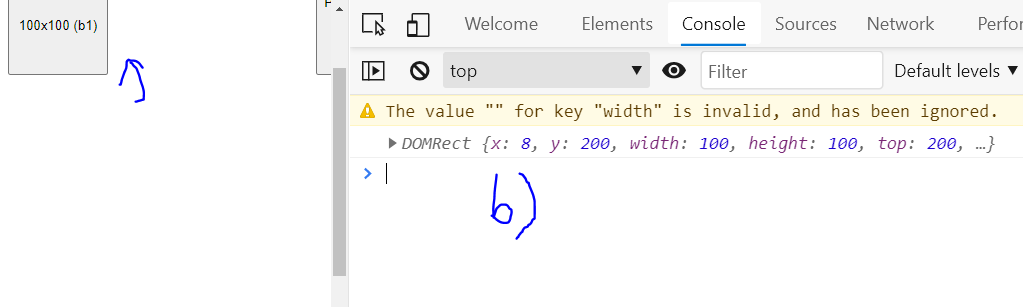 100x100 (b1)
Welcome Elements Console Sources Network Perfor
top Filter Default levels
The value "" for key "width" is invalid, and has been ignored.
DOMRect {x: 8, y: 200, width: 100, height: 100, top: 200, …}
>
b)